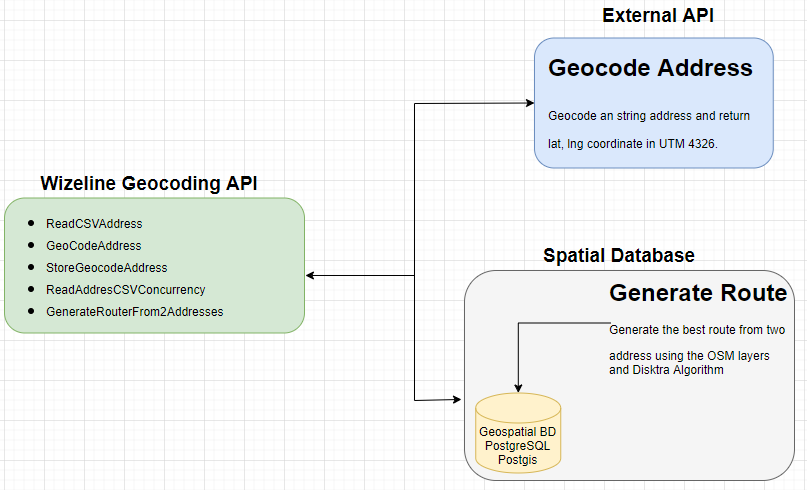 External API
Geocode Address
Geocode an string address and return
lat, lng coordinate in UTM 4326.
Wizeline Geocoding API
ReadCSVAddress
GeoCodeAddress
StoreGeocodeAddress
ReadAddresCSVConcurrency
GenerateRouterFrom2Addresses
Spatial Database
Generate Route
Generate the best route from two
address using the OSM layers
and Disktra Algorithm
Geospatial BD
PostgreSQL
Postgis